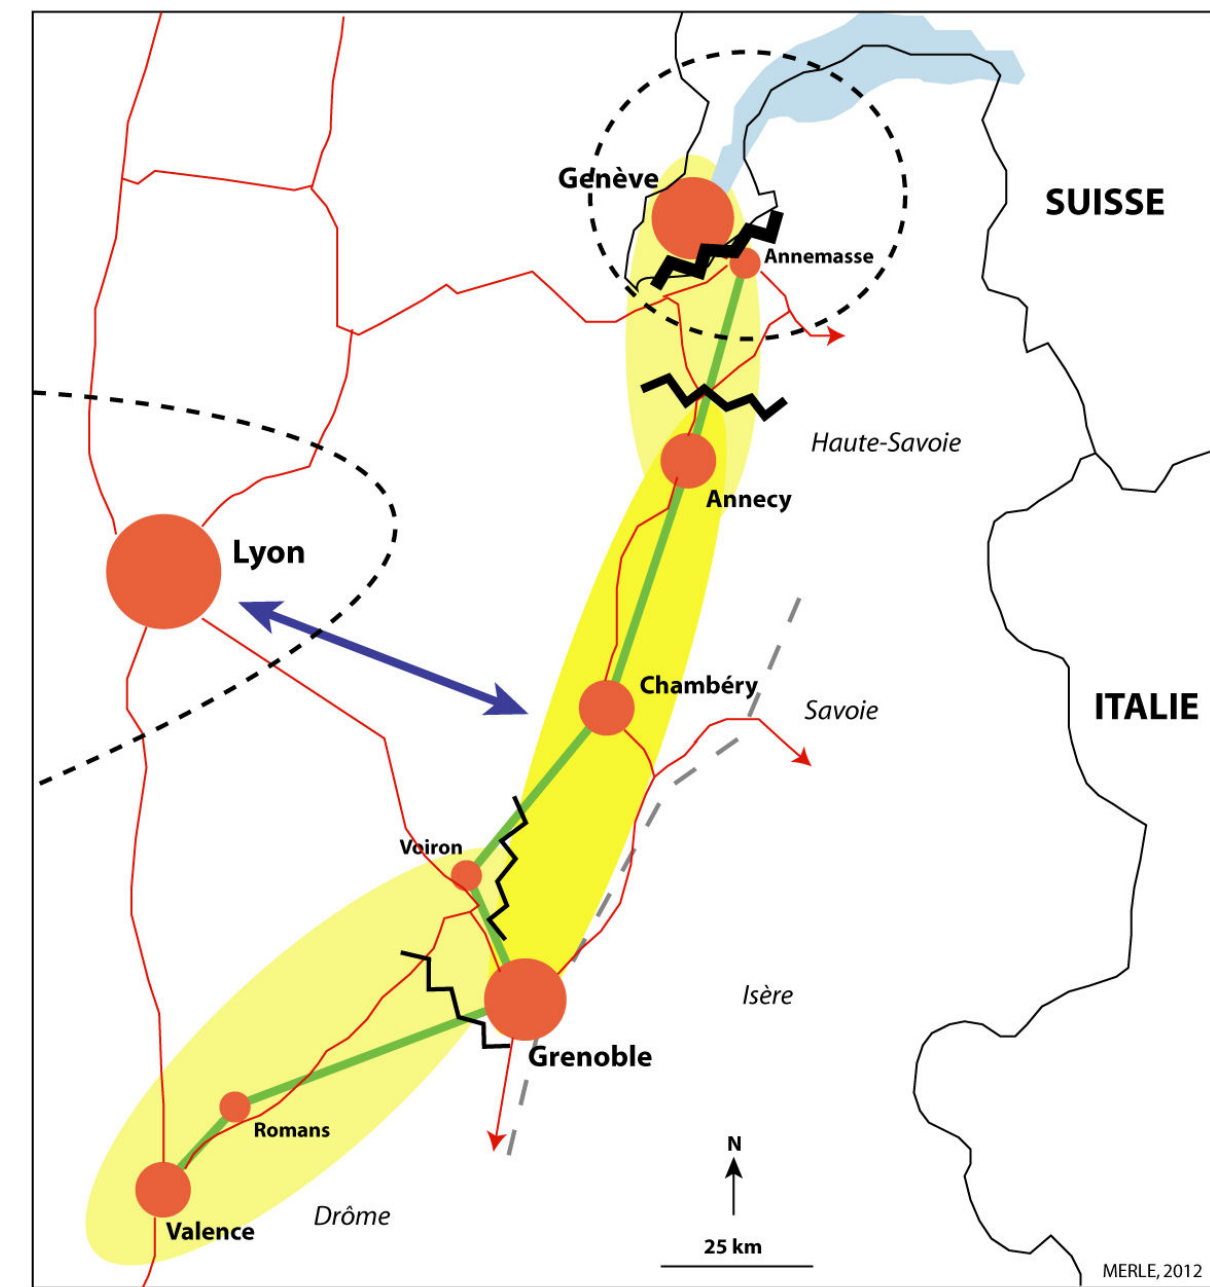 Genève
SUISSE
Annemasse
Haute-Savoie
Annecy
Lyon
Chambéry
Savoie
ITALIE
Voiron
Isère
Grenoble
Romans
N
Drôme
Valence
25 km
MERLE, 2012